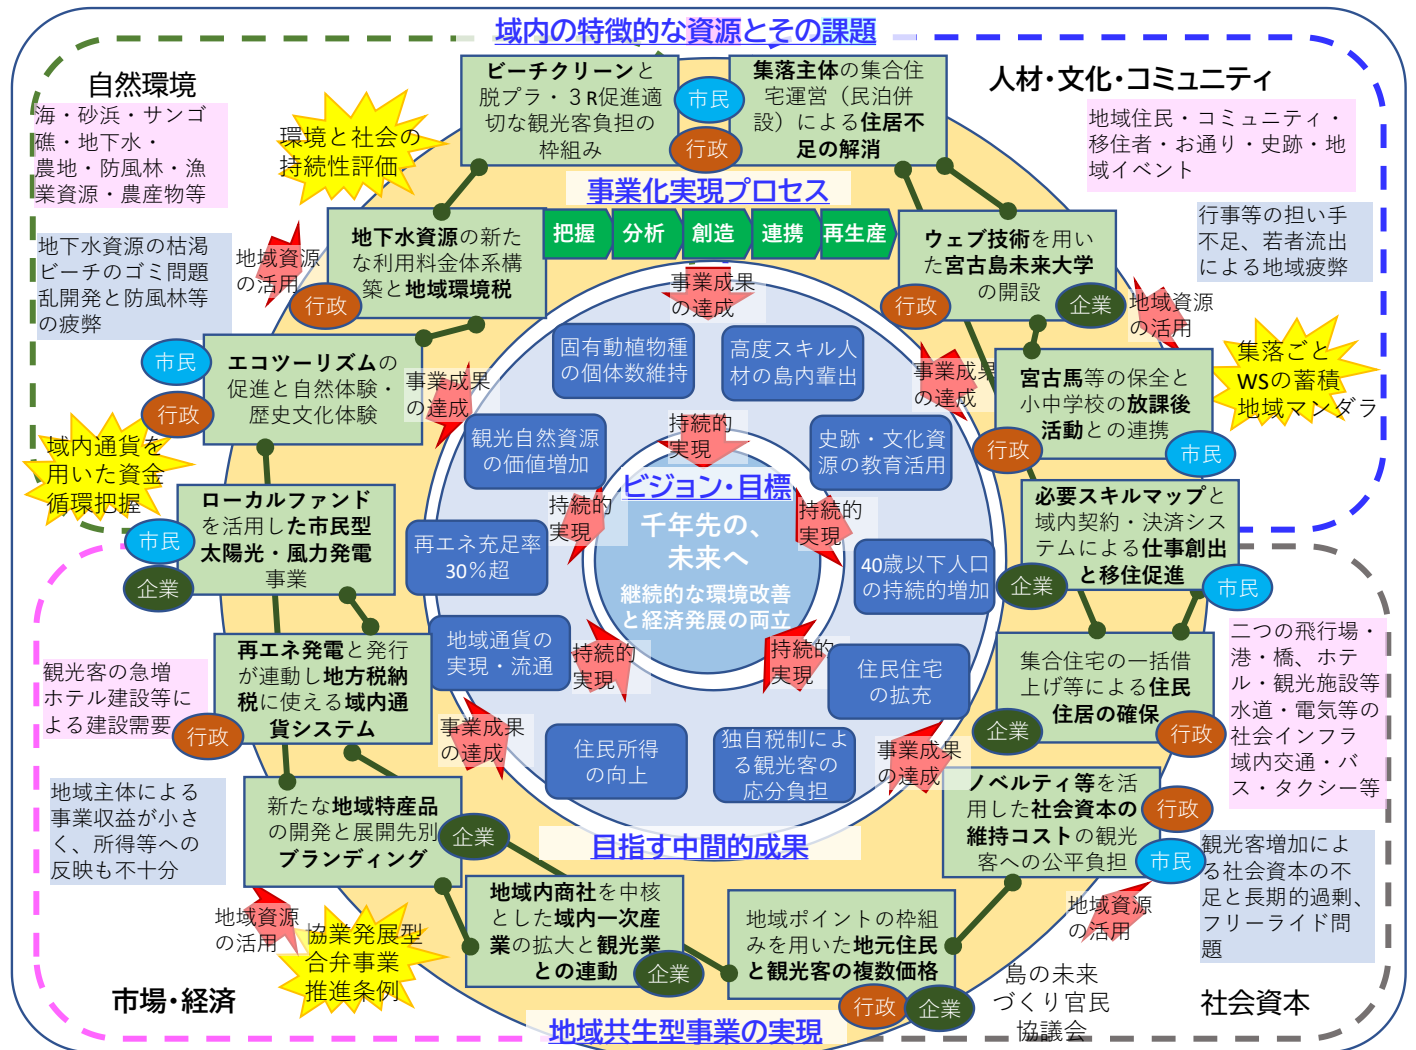 域内の特徴的な資源とその課題
自然環境
海・砂浜・サンゴ
礁・地下水・
農地・防風林・漁
業資源・農産物等
地下水資源の枯渇
ビーチのゴミ問題
乱開発と防風林等
の疲弊
環境と社会の
持続性評価
ビーチクリーンと
脱プラ・３R促進適
切な観光客負担の
枠組み
市民
行政
集落主体の集合住
宅運営（民泊併
設）による住居不
足の解消
人材・文化・コミュニティ
地域住民・コミュニティ・
移住者・お通り・史跡・地
域イベント
行事等の担い手
不足、若者流出
による地域疲弊
事業化実現プロセス
把握
分析
創造
連携
再生産
地域資源
の活用
地下水資源の新た
な利用料金体系構
築と地域環境税
行政
ウェブ技術を用い
た宮古島未来大学
の開設
行政
企業
地域資源
の活用
市民
行政
エコツーリズムの
促進と自然体験・
歴史文化体験
宮古馬等の保全と
小中学校の放課後
活動との連携
行政
市民
集落ごと
WSの蓄積
地域マンダラ
事業成果
の達成
事業成果
の達成
事業成果
の達成
固有動植物種
の個体数維持
高度スキル人
材の島内輩出
観光自然資源
の価値増加
史跡・文化資
源の教育活用
持続的
実現
持続的
実現
持続的
実現
ビジョン・目標
千年先の、
未来へ
継続的な環境改善
と経済発展の両立
域内通貨を
用いた資金
循環把握
ローカルファンド
を活用した市民型
太陽光・風力発電
事業
市民
企業
再エネ充足率
30％超
40歳以下人口
の持続的増加
必要スキルマップと
域内契約・決済シス
テムによる仕事創出
と移住促進
企業
市民
再エネ発電と発行
が連動し地方税納
税に使える域内通
貨システム
行政
地域通貨の
実現・流通
持続的
実現
持続的
実現
住民住宅
の拡充
集合住宅の一括借
上げ等による住民
住居の確保
企業
行政
観光客の急増
ホテル建設等に
よる建設需要
地域主体による
事業収益が小さ
く、所得等への
反映も不十分
二つの飛行場・
港・橋、ホテ
ル・観光施設等
水道・電気等の
社会インフラ
域内交通・バ
ス・タクシー等
観光客増加によ
る社会資本の不
足と長期的過剰、
フリーライド問
題
事業成果
の達成
住民所得
の向上
独自税制によ
る観光客の
応分負担
事業成果
の達成
目指す中間的成果
新たな地域特産品
の開発と展開先別
ブランディング
企業
ノベルティ等を活
用した社会資本の
維持コストの観光
客への公平負担
行政
市民
地域資源
の活用
協業発展型
合弁事業
推進条例
地域内商社を中核
とした域内一次産
業の拡大と観光業
との連動
企業
地域ポイントの枠組
みを用いた地元住民
と観光客の複数価格
行政
企業
地域資源
の活用
島の未来
づくり官民
協議会
市場・経済
社会資本
地域共生型事業の実現